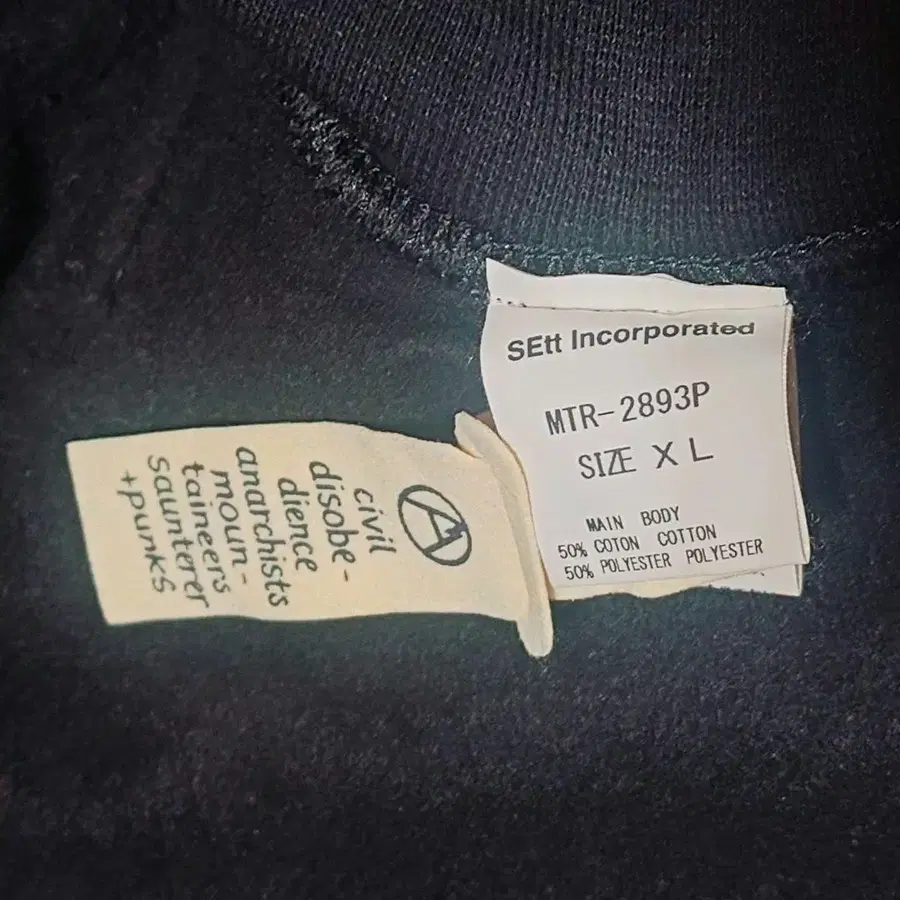 SEtt Incorporated
MTR-2893P
SIZE XL
MAIN BODY
50% COTON COTTON
50% POLYESTER POLYESTER
civil
disobe-
dience
anarchists
moun-
taineers
saunterer
+punks